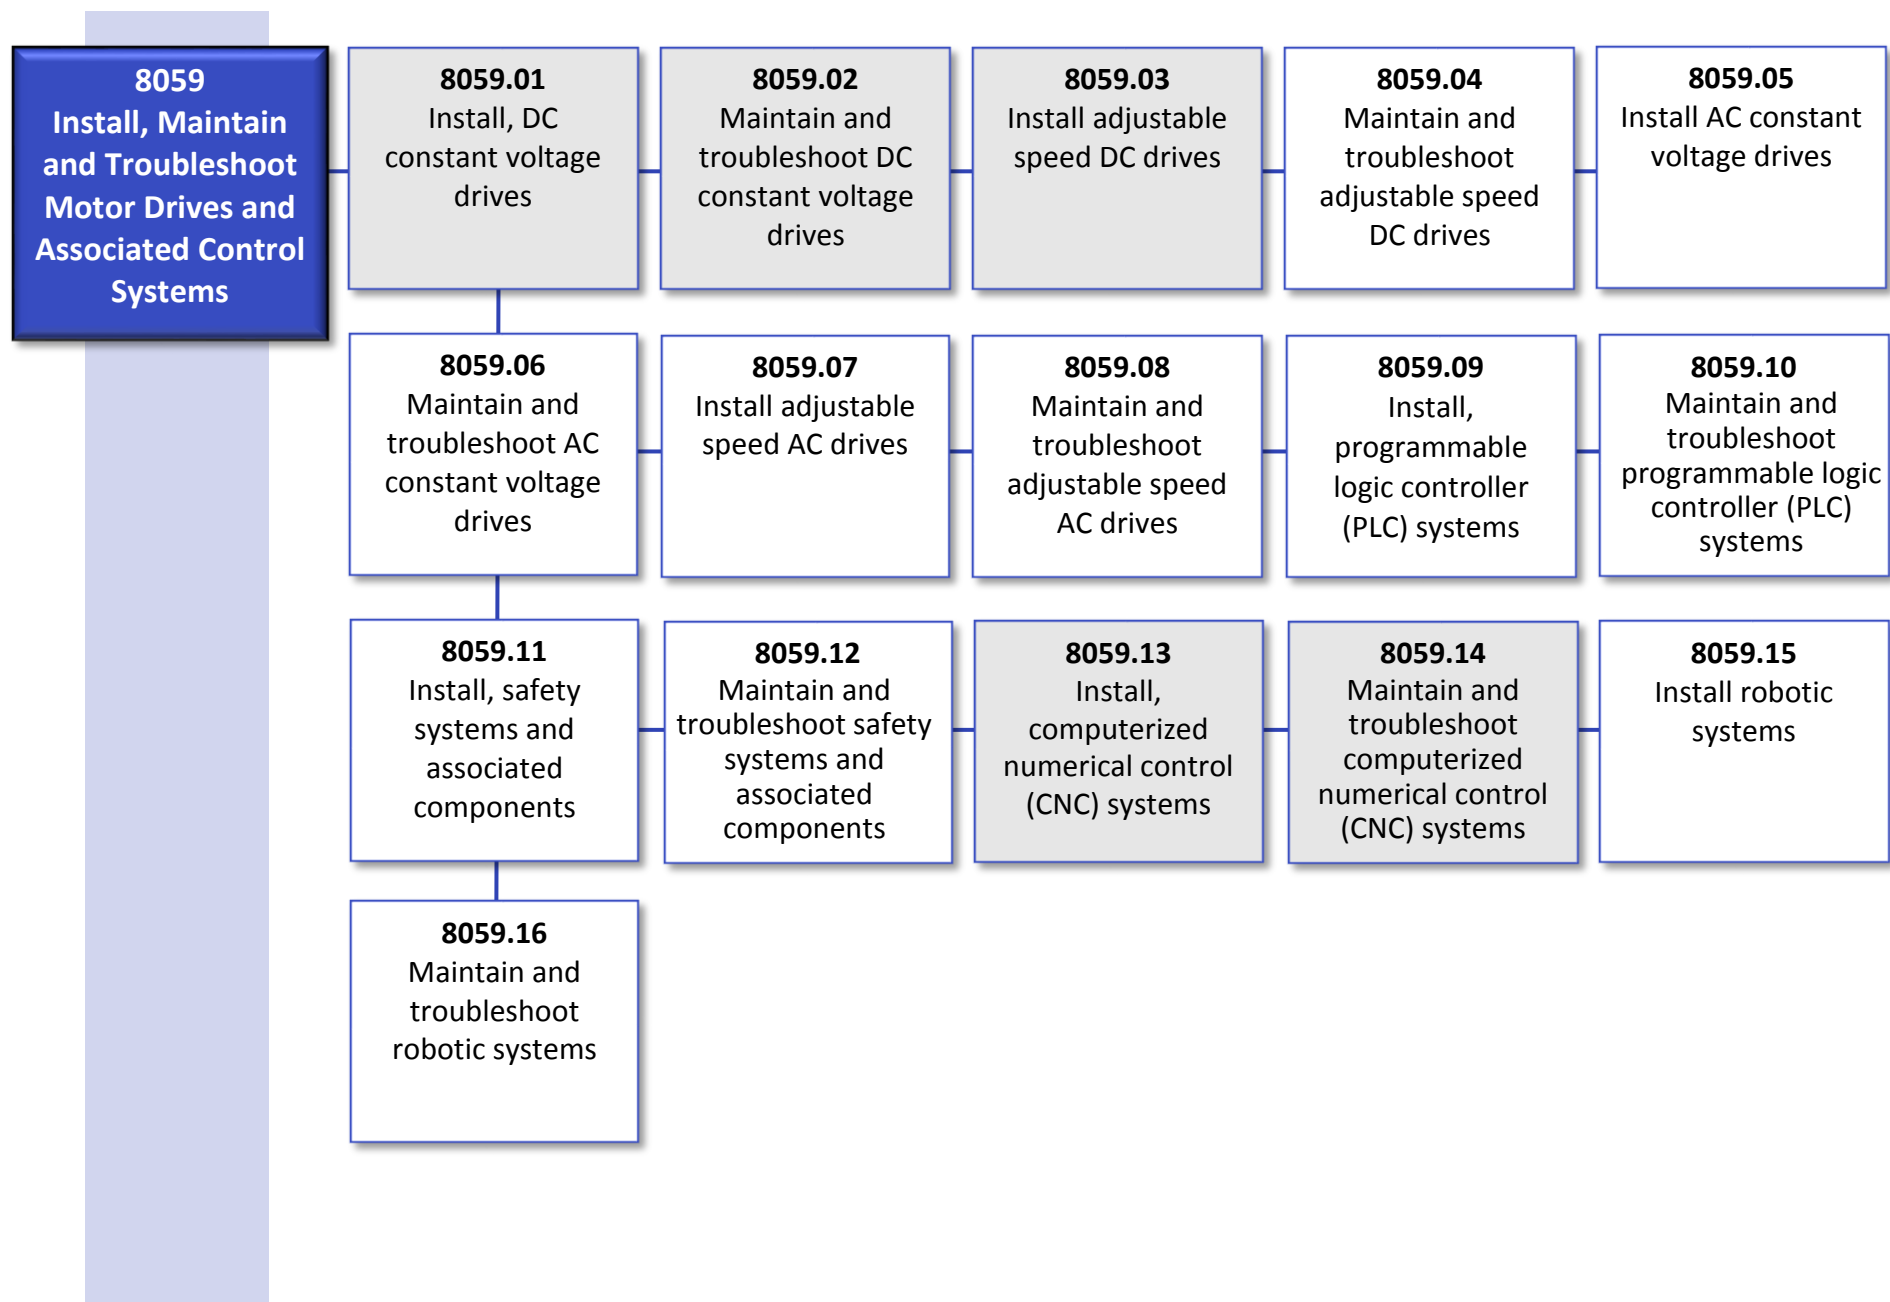 8059
Install, Maintain
and Troubleshoot
Motor Drives and
Associated Control
Systems
8059.01
Install, DC
constant voltage
drives
8059.02
Maintain and
troubleshoot DC
constant voltage
drives
8059.03
Install adjustable
speed DC drives
8059.04
Maintain and
troubleshoot
adjustable speed
DC drives
8059.05
Install AC constant
voltage drives
8059.06
Maintain and
troubleshoot AC
constant voltage
drives
8059.07
Install adjustable
speed AC drives
8059.08
Maintain and
troubleshoot
adjustable speed
AC drives
8059.09
Install,
programmable
logic controller
(PLC) systems
8059.10
Maintain and
troubleshoot
programmable logic
controller (PLC)
systems
8059.11
Install, safety
systems and
associated
components
8059.12
Maintain and
troubleshoot safety
systems and
associated
components
8059.13
Install,
computerized
numerical control
(CNC) systems
8059.14
Maintain and
troubleshoot
computerized
numerical control
(CNC) systems
8059.15
Install robotic
systems
8059.16
Maintain and
troubleshoot
robotic systems